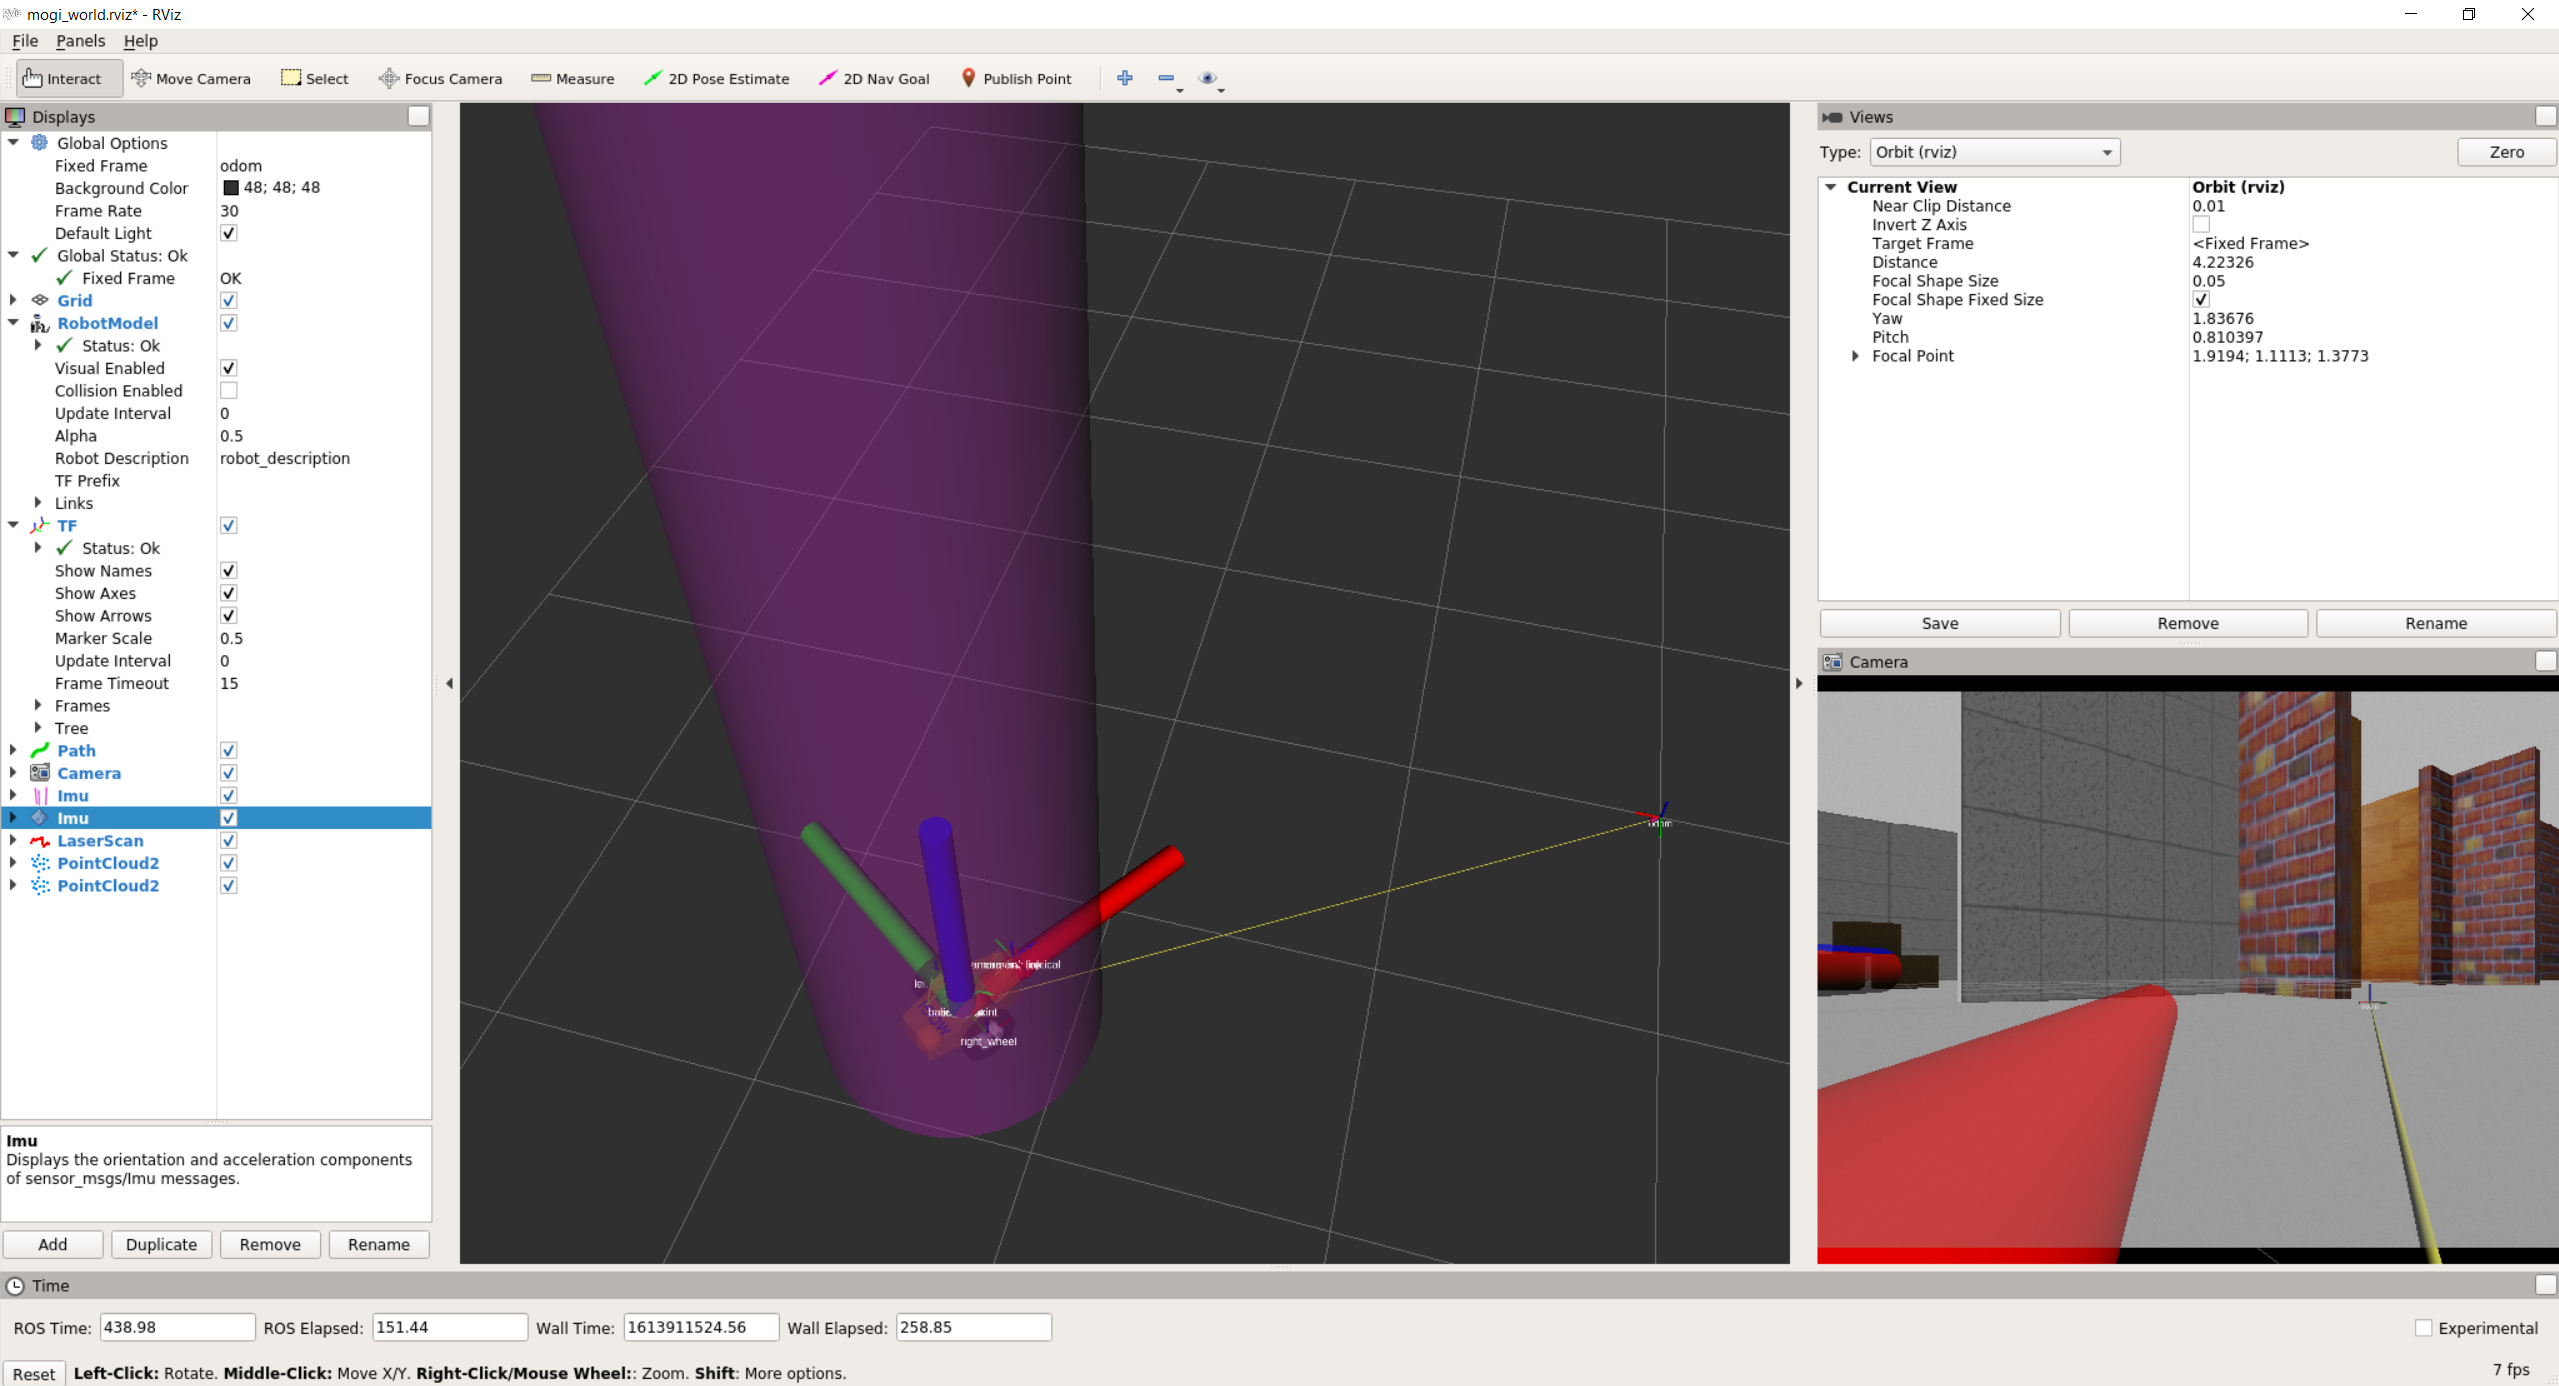 mogi_world.rviz* - RViz
File Panels Help
Interact Move Camera Select Focus Camera Measure 2D Pose Estimate 2D Nav Goal Publish Point
Displays
Global Options
Fixed Frame odom
Background Color 48; 48; 48
Frame Rate 30
Default Light
Global Status: Ok
Fixed Frame OK
Grid
RobotModel
Status: Ok
Visual Enabled
Collision Enabled
Update Interval 0
Alpha 0.5
Robot Description robot_description
TF Prefix
Links
TF
Status: Ok
Show Names
Show Axes
Show Arrows
Marker Scale 0.5
Update Interval 0
Frame Timeout 15
Frames
Tree
Path
Camera
Imu
Imu
LaserScan
PointCloud2
PointCloud2
Imu
Displays the orientation and acceleration components
of sensor_msgs/Imu messages.
Add Duplicate Remove Rename
odom
right_wheel
Views
Type: Orbit (rviz) Zero
Current View Orbit (rviz)
Near Clip Distance 0.01
Invert Z Axis
Target Frame <Fixed Frame>
Distance 4.22326
Focal Shape Size 0.05
Focal Shape Fixed Size
Yaw 1.83676
Pitch 0.810397
Focal Point 1.9194; 1.1113; 1.3773
Save Remove Rename
Camera
Time
ROS Time: 438.98 ROS Elapsed: 151.44 Wall Time: 1613911524.56 Wall Elapsed: 258.85 Experimental
Reset Left-Click: Rotate. Middle-Click: Move X/Y. Right-Click/Mouse Wheel:: Zoom. Shift: More options. 7 fps